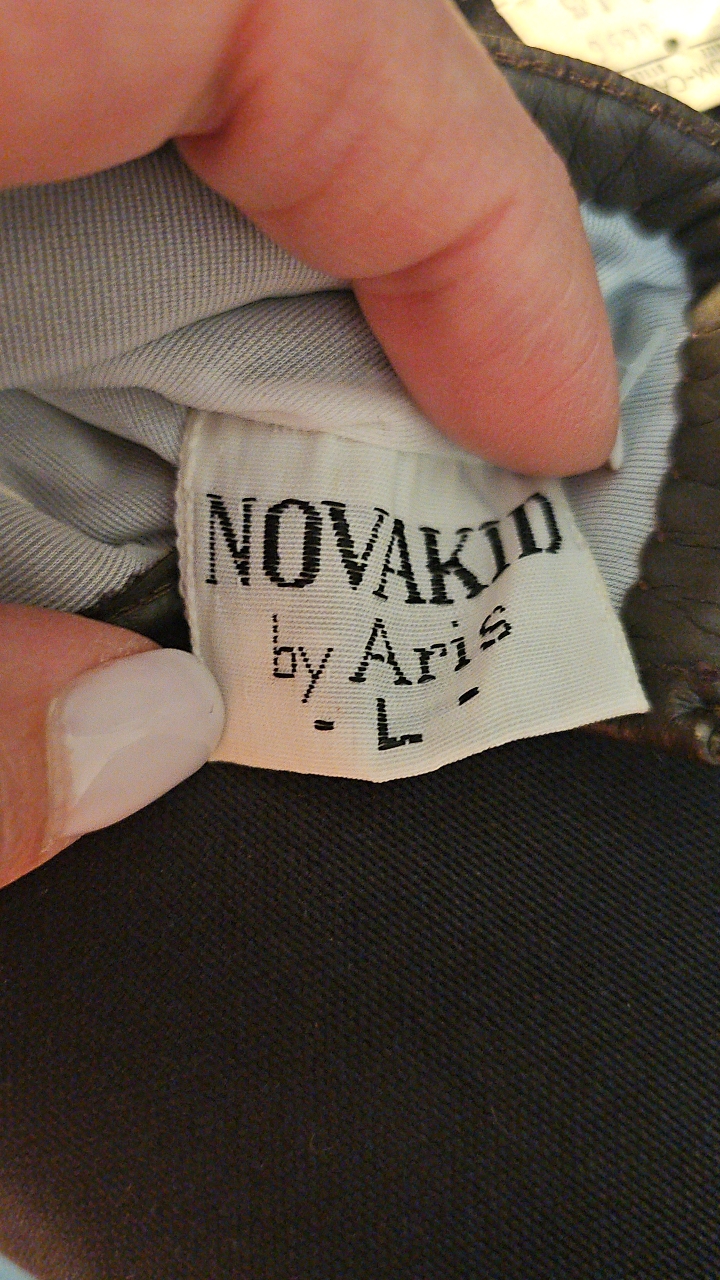 NOVAKID
by Aris
- L -